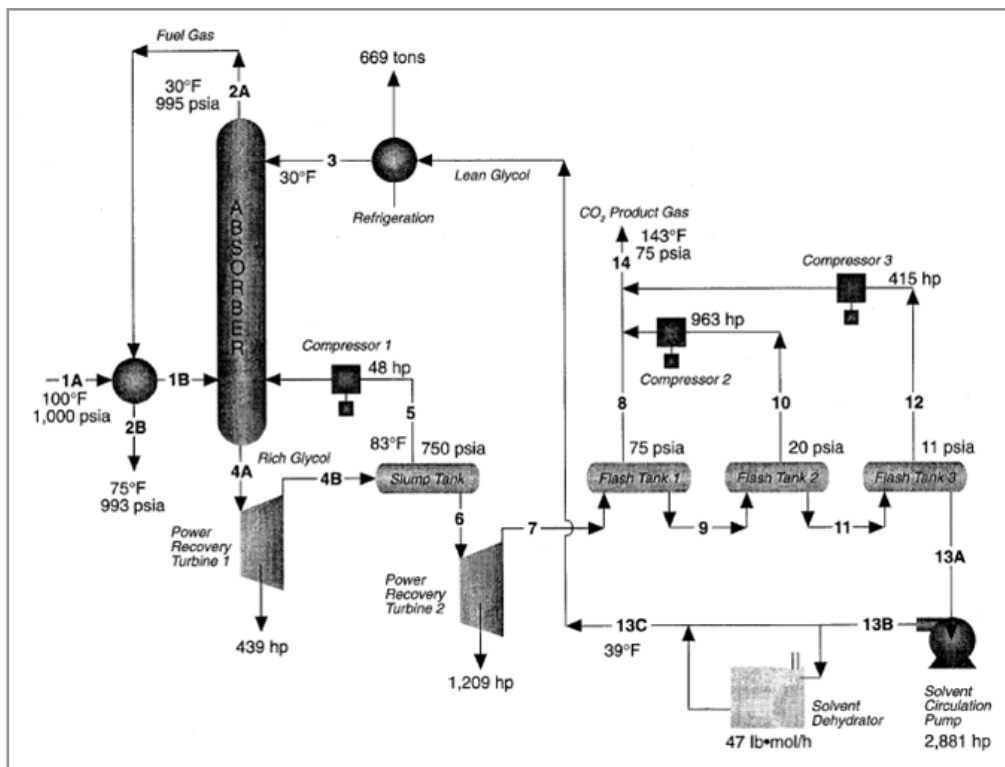 Fuel Gas
30°F
995 psia
2A
669 tons
3
30°F
Lean Glycol
Refrigeration
ABSORBER
CO₂ Product Gas
143°F
75 psia
14
Compressor 3
415 hp
963 hp
Compressor 2
Compressor 1
48 hp
1A
100°F
1,000 psia
1B
2B
75°F
993 psia
5
83°F
750 psia
8
75 psia
10
20 psia
12
11 psia
4A
Rich Glycol
4B
Slump Tank
Flash Tank 1
Flash Tank 2
Flash Tank 3
6
7
9
11
13A
Power
Recovery
Turbine 1
439 hp
Power
Recovery
Turbine 2
1,209 hp
13C
39°F
13B
Solvent
Dehydrator
47 lb•mol/h
Solvent
Circulation
Pump
2,881 hp